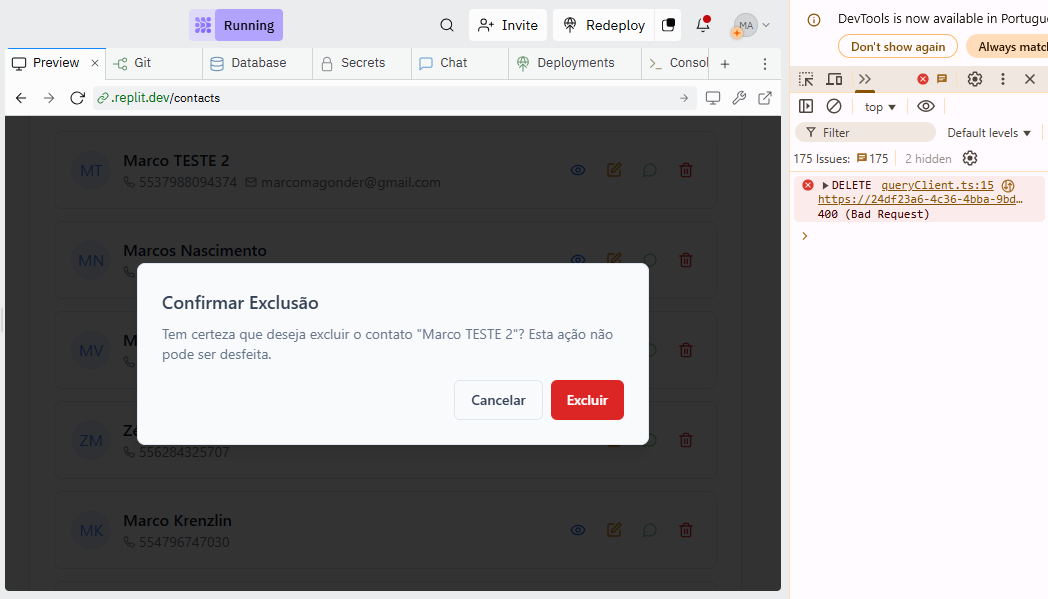 Running
Invite
Redeploy
MA
Preview
Git
Database
Secrets
Chat
Deployments
Consol
.replit.dev/contacts
MT
Marco TESTE 2
5537988094374
marcomagonder@gmail.com
MN
Marcos Nascimento
MV
M
Confirmar Exclusão
Tem certeza que deseja excluir o contato "Marco TESTE 2"? Esta ação não
pode ser desfeita.
Cancelar
Excluir
ZM
Ze
556284325707
MK
Marco Krenzlin
554796747030
DevTools is now available in Portugue
Don't show again
Always match
top
Filter
Default levels
175 Issues:
175
2 hidden
DELETE queryClient.ts:15
https://24df23a6-4c36-4bba-9bd…
400 (Bad Request)